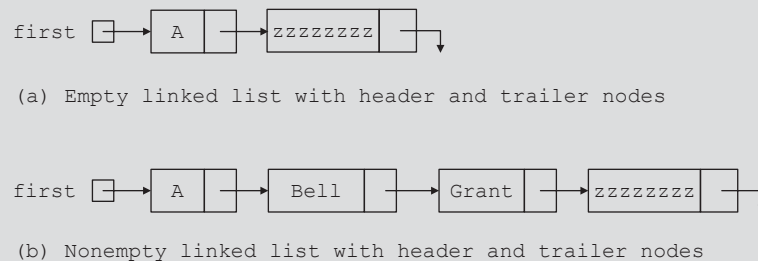 first A zzzzzzzz
(a) Empty linked list with header and trailer nodes
first A Bell Grant zzzzzzzz
(b) Nonempty linked list with header and trailer nodes